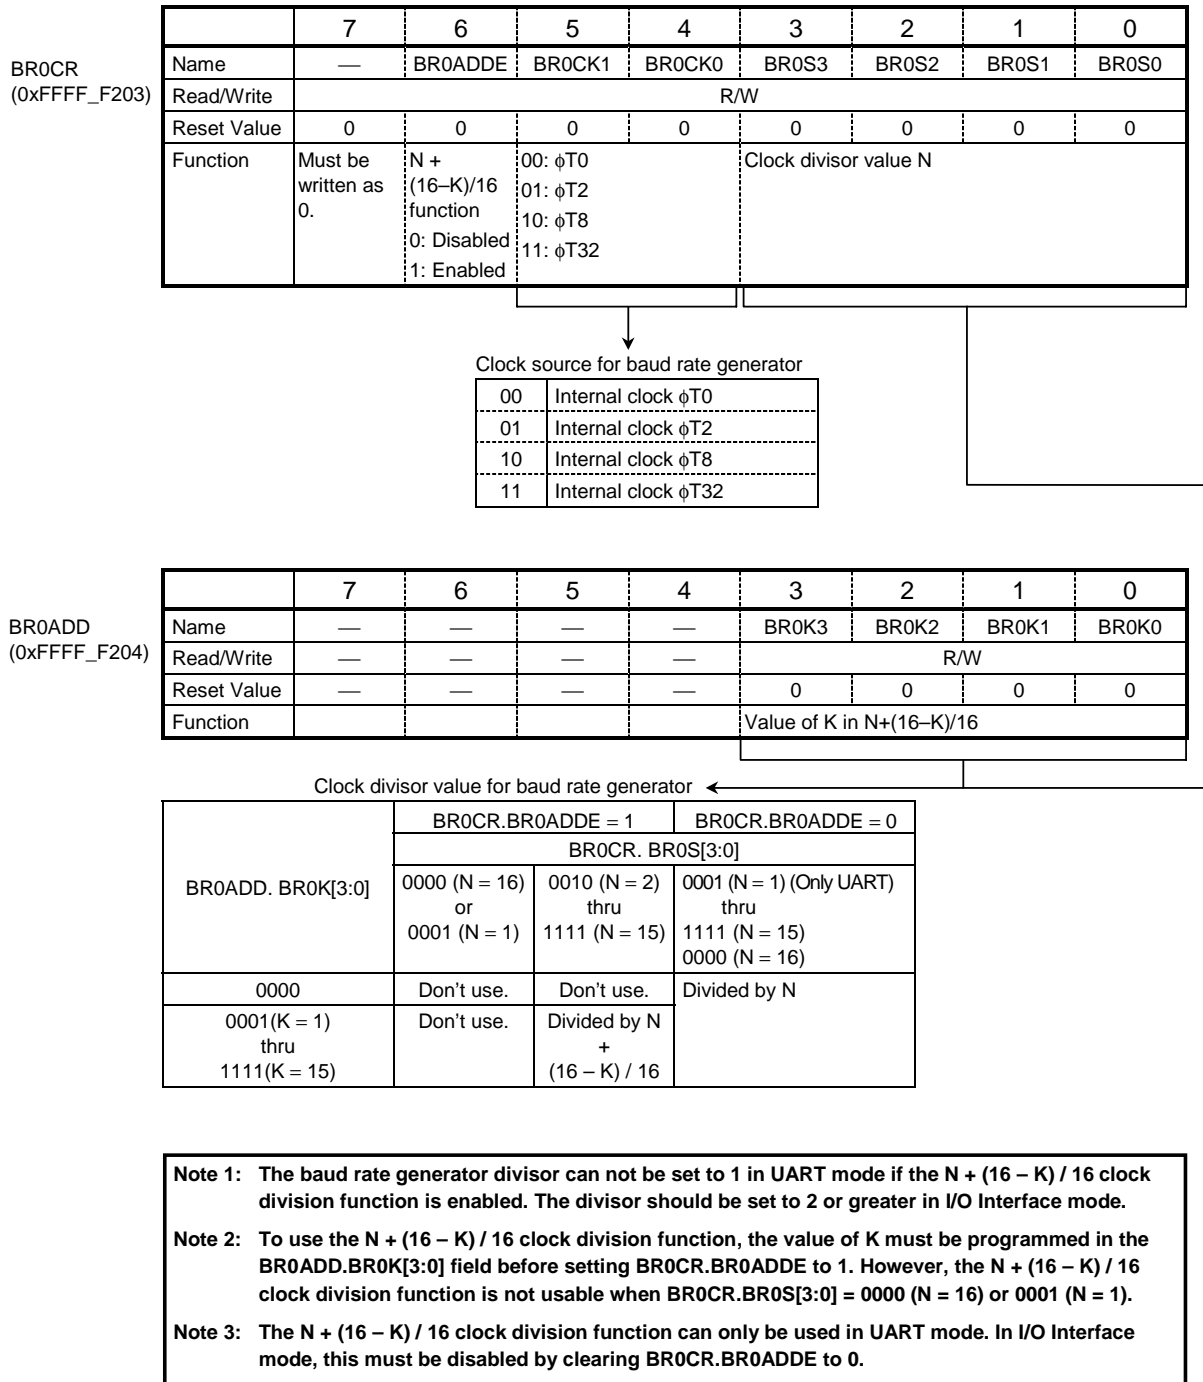 7 6 5 4 3 2 1 0
BR0CR
(0xFFFF_F203)
Name — BR0ADDE BR0CK1 BR0CK0 BR0S3 BR0S2 BR0S1 BR0S0
Read/Write R/W
Reset Value 0 0 0 0 0 0 0 0
Function
Must be
written as
0.
N +
(16–K)/16
function
0: Disabled
1: Enabled
00: ϕT0
01: ϕT2
10: ϕT8
11: ϕT32
Clock divisor value N
Clock source for baud rate generator
00 Internal clock ϕT0
01 Internal clock ϕT2
10 Internal clock ϕT8
11 Internal clock ϕT32
7 6 5 4 3 2 1 0
BR0ADD
(0xFFFF_F204)
Name — — — — BR0K3 BR0K2 BR0K1 BR0K0
Read/Write — — — — R/W
Reset Value — — — — 0 0 0 0
Function Value of K in N+(16–K)/16
Clock divisor value for baud rate generator
BR0ADD. BR0K[3:0]
BR0CR.BR0ADDE = 1 BR0CR.BR0ADDE = 0
BR0CR. BR0S[3:0]
0000 (N = 16)
or
0001 (N = 1)
0010 (N = 2)
thru
1111 (N = 15)
0001 (N = 1) (Only UART)
thru
1111 (N = 15)
0000 (N = 16)
0000 Don't use. Don't use. Divided by N
0001(K = 1)
thru
1111(K = 15)
Don't use.
Divided by N
+
(16 – K) / 16
Note 1: The baud rate generator divisor can not be set to 1 in UART mode if the N + (16 – K) / 16 clock
division function is enabled. The divisor should be set to 2 or greater in I/O Interface mode.
Note 2: To use the N + (16 – K) / 16 clock division function, the value of K must be programmed in the
BR0ADD.BR0K[3:0] field before setting BR0CR.BR0ADDE to 1. However, the N + (16 – K) / 16
clock division function is not usable when BR0CR.BR0S[3:0] = 0000 (N = 16) or 0001 (N = 1).
Note 3: The N + (16 – K) / 16 clock division function can only be used in UART mode. In I/O Interface
mode, this must be disabled by clearing BR0CR.BR0ADDE to 0.